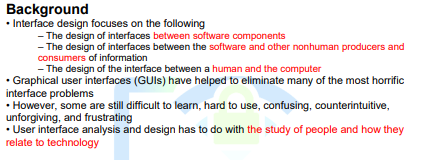 Background
• Interface design focuses on the following
– The design of interfaces between software components
– The design of interfaces between the software and other nonhuman producers and
consumers of information
– The design of the interface between a human and the computer
• Graphical user interfaces (GUIs) have helped to eliminate many of the most horrific
interface problems
• However, some are still difficult to learn, hard to use, confusing, counterintuitive,
unforgiving, and frustrating
• User interface analysis and design has to do with the study of people and how they
relate to technology